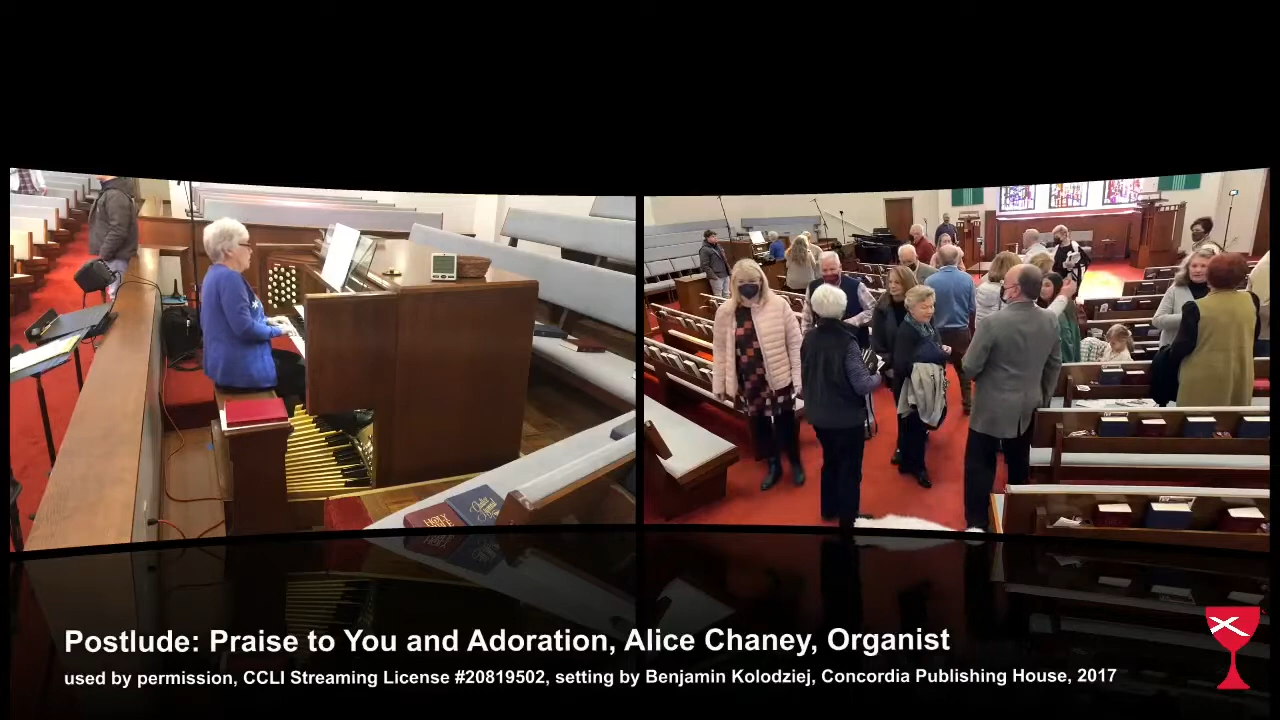 HOLY
Postlude: Praise to You and Adoration, Alice Chaney, Organist
used by permission, CCLI Streaming License #20819502, setting by Benjamin Kolodziej, Concordia Publishing House, 2017